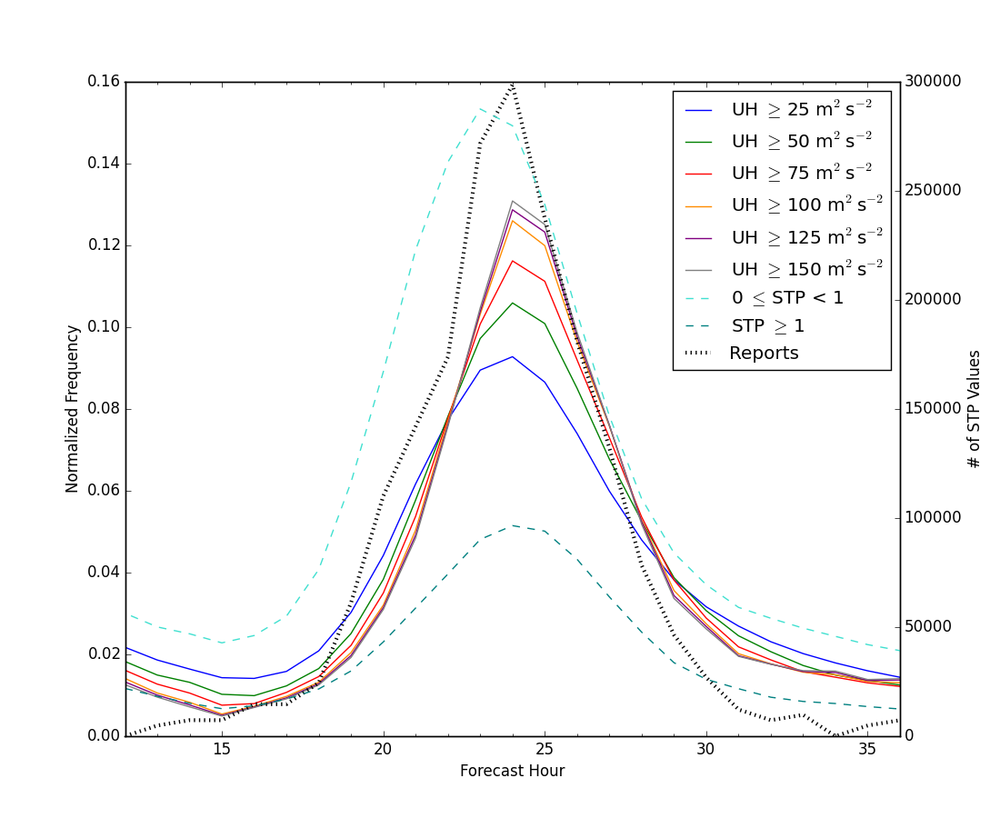 0.16
0.14
0.12
0.10
0.08
0.06
0.04
0.02
0.00
Normalized Frequency
15
20
25
30
35
Forecast Hour
300000
250000
200000
150000
100000
50000
0
# of STP Values
UH ≥ 25 m² s⁻²
UH ≥ 50 m² s⁻²
UH ≥ 75 m² s⁻²
UH ≥ 100 m² s⁻²
UH ≥ 125 m² s⁻²
UH ≥ 150 m² s⁻²
0 ≤ STP < 1
STP ≥ 1
Reports